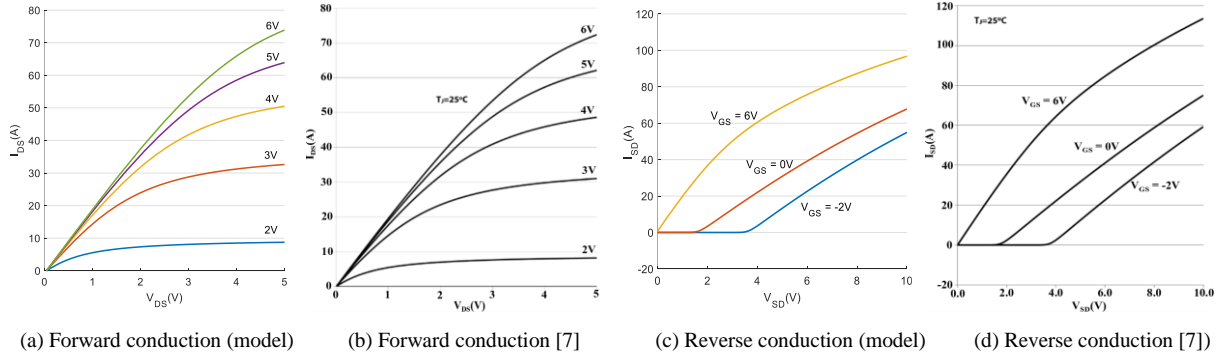 80
70
60
50
40
30
20
10
0
I_DS(A)
6V
5V
4V
3V
2V
0 1 2 3 4 5
V_DS(V)
(a) Forward conduction (model)
80
70
60
50
40
30
20
10
0
I_DS(A)
T_J=25°C
6V
5V
4V
3V
2V
0 1 2 3 4 5
V_DS(V)
(b) Forward conduction [7]
120
100
80
60
40
20
0
-20
I_SD(A)
V_GS = 6V
V_GS = 0V
V_GS = -2V
0 2 4 6 8 10
V_SD(V)
(c) Reverse conduction (model)
120
100
80
60
40
20
0
-20
I_SD(A)
T_J=25°C
V_GS = 6V
V_GS = 0V
V_GS = -2V
0.0 2.0 4.0 6.0 8.0 10.0
V_SD(V)
(d) Reverse conduction [7])